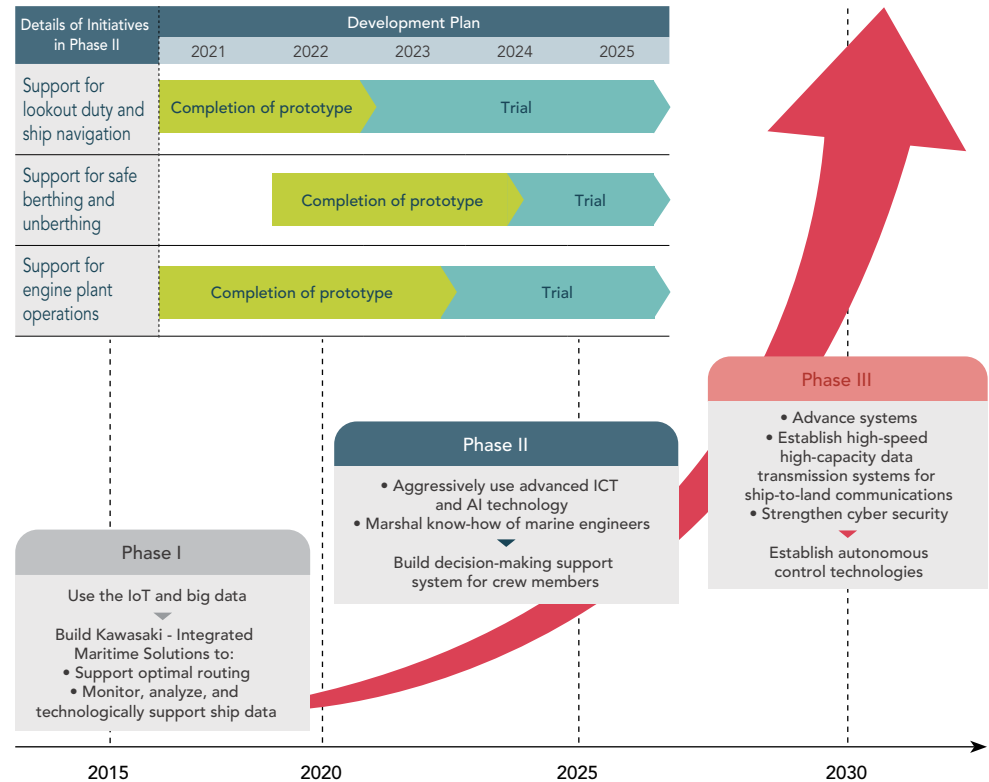 Details of Initiatives
in Phase II
Development Plan
2021
2022
2023
2024
2025
Support for
lookout duty and
ship navigation
Completion of prototype
Trial
Support for safe
berthing and
unberthing
Completion of prototype
Trial
Support for
engine plant
operations
Completion of prototype
Trial
Phase I
Use the IoT and big data
Build Kawasaki - Integrated
Maritime Solutions to:
• Support optimal routing
• Monitor, analyze, and
technologically support ship data
Phase II
• Aggressively use advanced ICT
and AI technology
• Marshal know-how of marine engineers
Build decision-making support
system for crew members
Phase III
• Advance systems
• Establish high-speed
high-capacity data
transmission systems for
ship-to-land communications
• Strengthen cyber security
Establish autonomous
control technologies
2015
2020
2025
2030